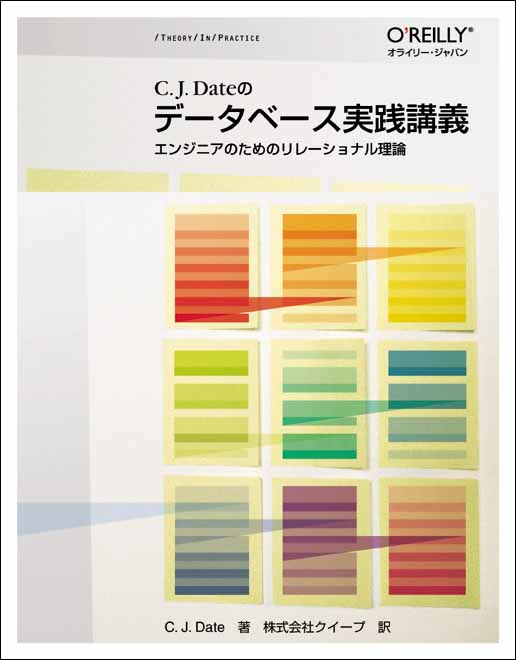 /THEORY/IN/PRACTICE
O'REILLY®
オライリー・ジャパン
C. J. Dateの
データベース実践講義
エンジニアのためのリレーショナル理論
C. J. Date 著 株式会社クイープ 訳